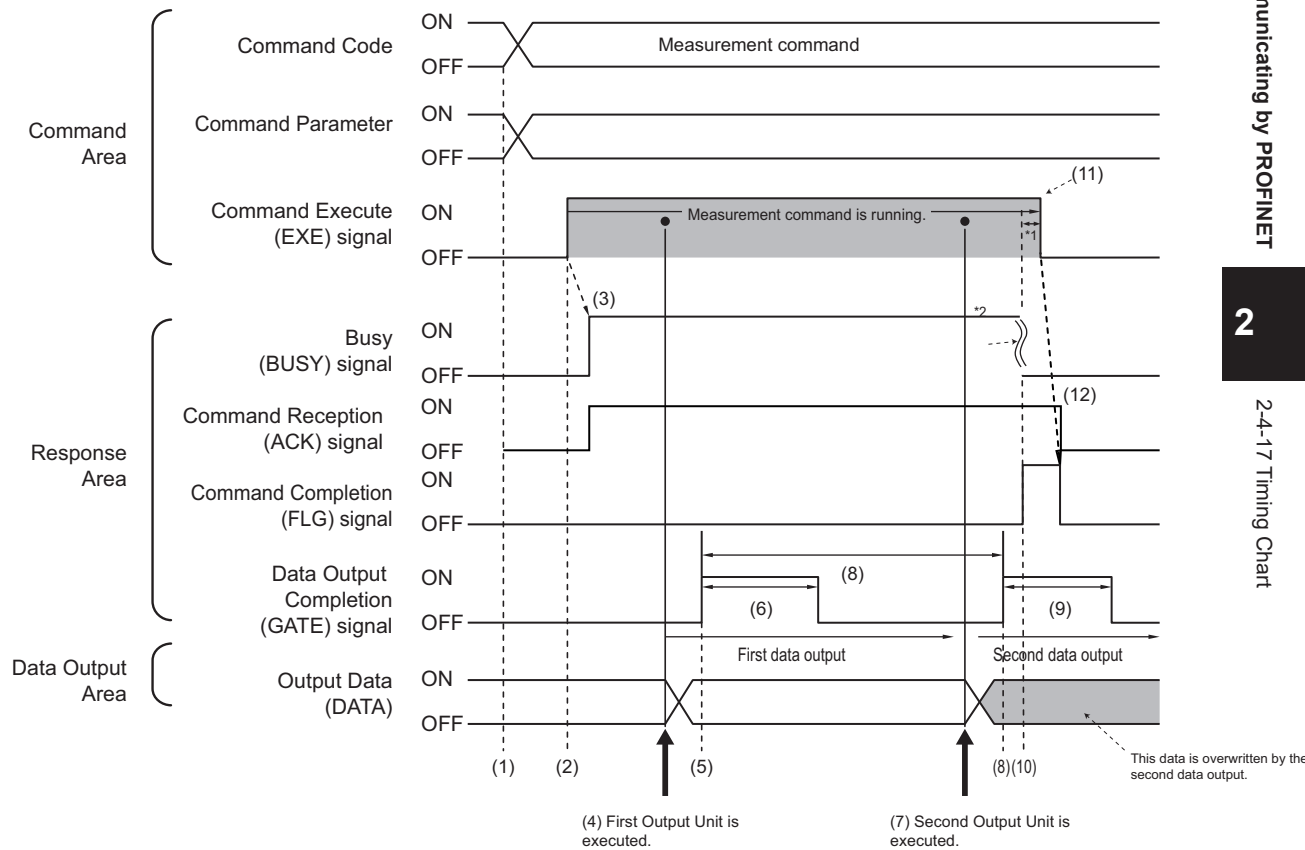 Command Area
Command Code
ON
OFF
Measurement command
Command Parameter
ON
OFF
Command Execute
(EXE) signal
ON
OFF
Measurement command is running.
(11)
*1
Response Area
Busy
(BUSY) signal
ON
OFF
(3)
*2
Command Reception
(ACK) signal
ON
OFF
(12)
Command Completion
(FLG) signal
ON
OFF
Data Output
Completion
(GATE) signal
ON
OFF
(8)
(6)
(9)
First data output
Second data output
Data Output
Area
Output Data
(DATA)
ON
OFF
(1)
(2)
(5)
(8)(10)
This data is overwritten by the
second data output.
(4) First Output Unit is
executed.
(7) Second Output Unit is
executed.
municating by PROFINET
2
2-4-17 Timing Chart